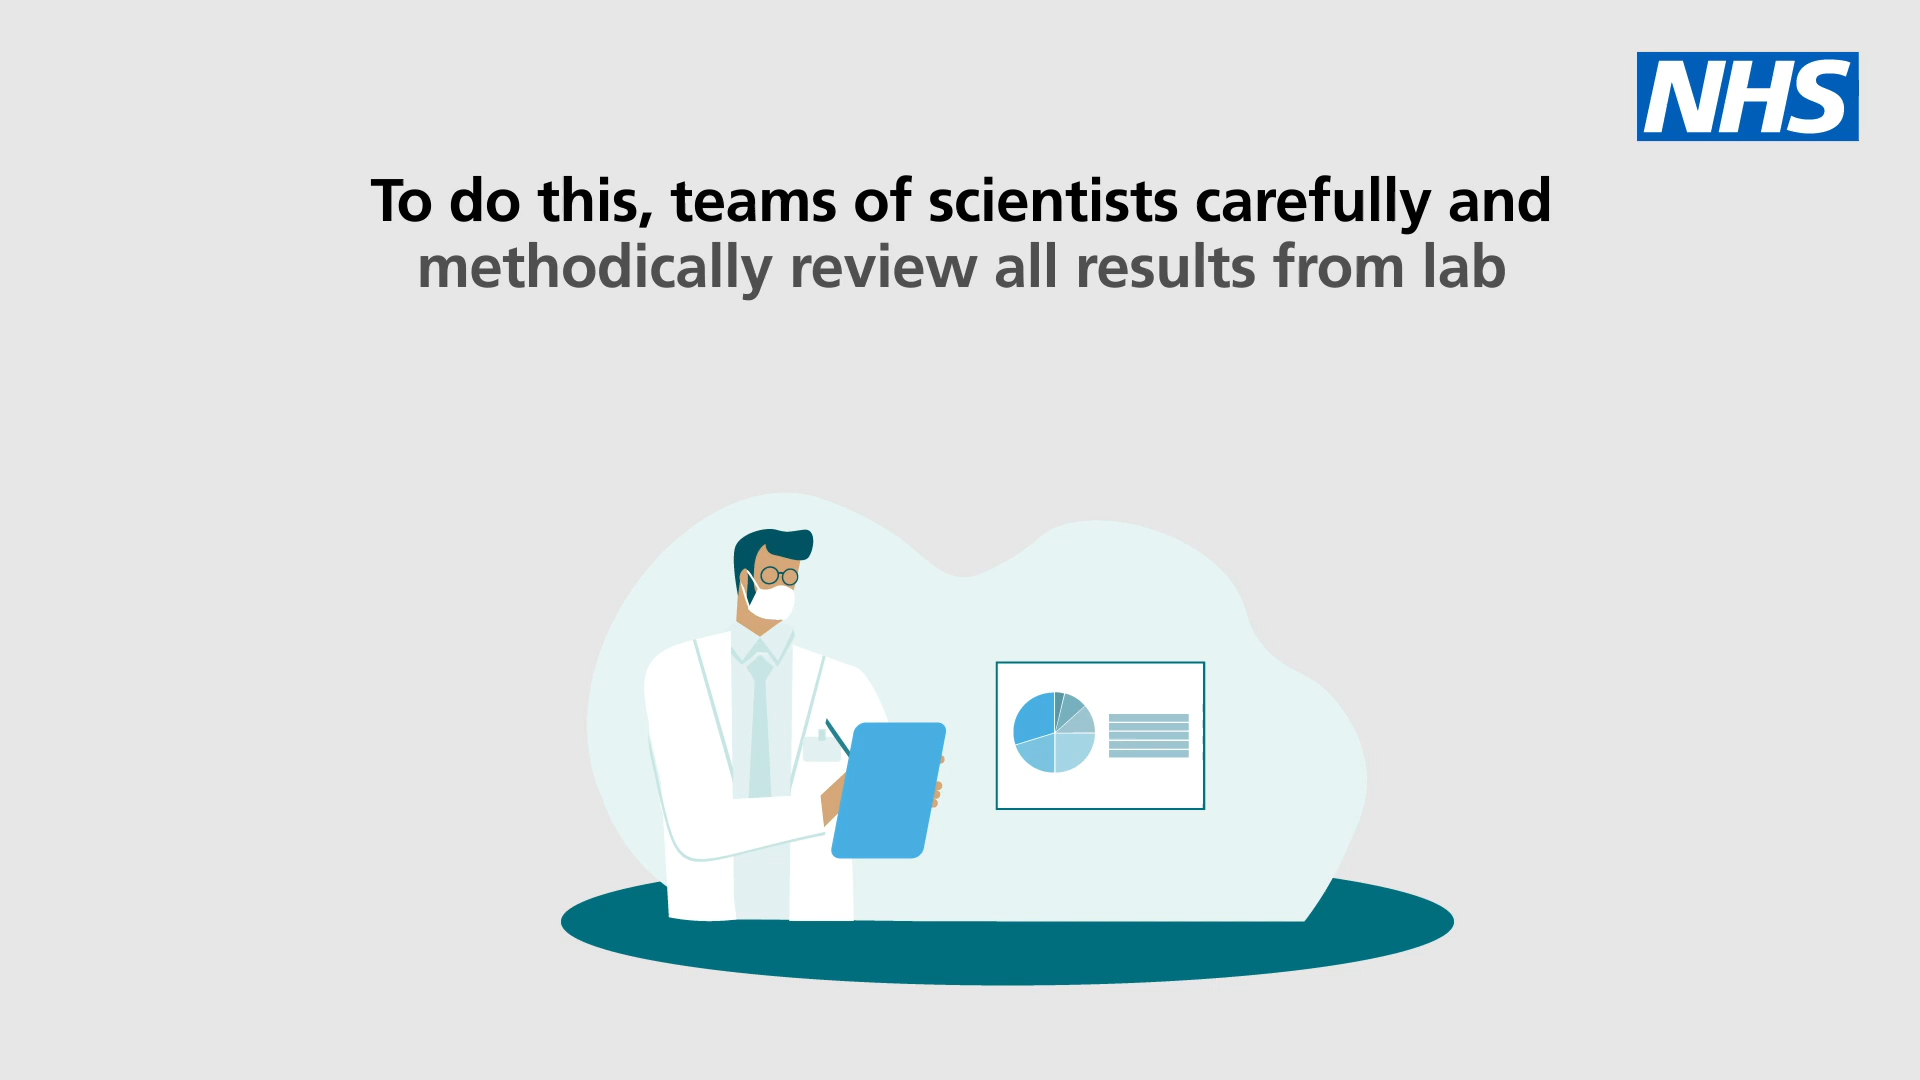 NHS
To do this, teams of scientists carefully and
methodically review all results from lab